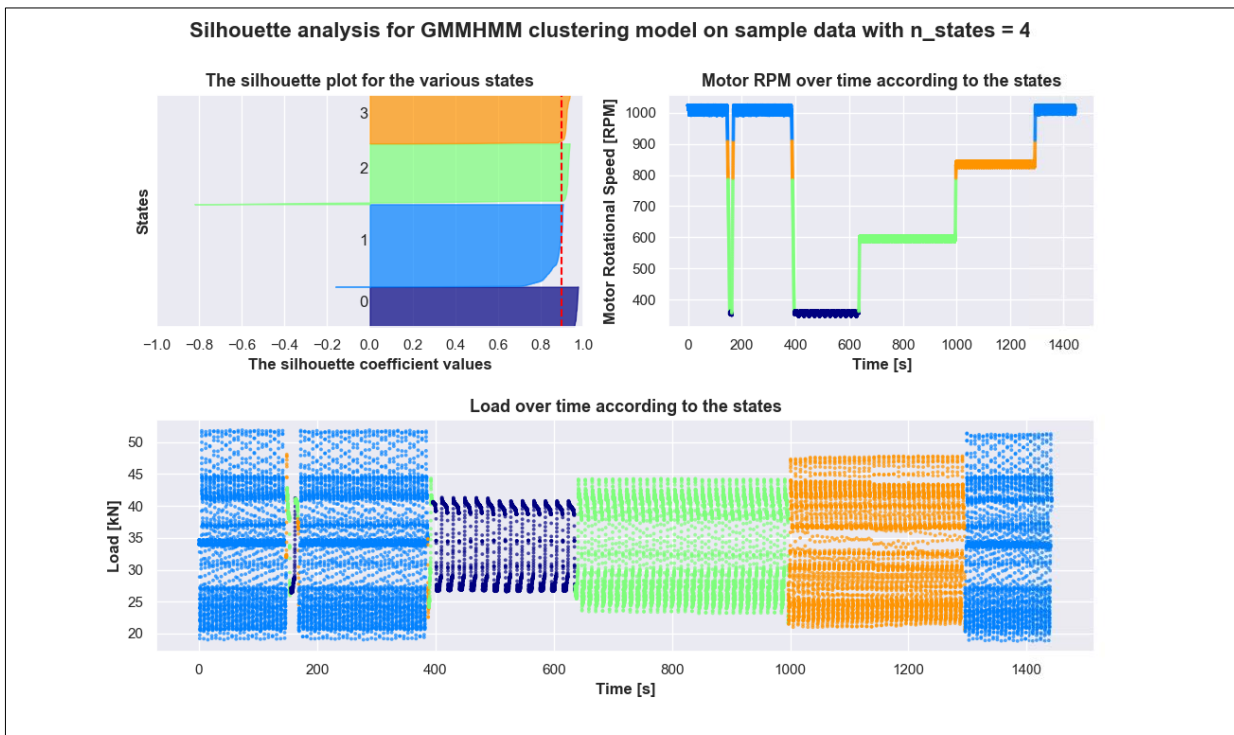 Silhouette analysis for GMMHMM clustering model on sample data with n_states = 4
The silhouette plot for the various states
States
3
2
1
0
−1.0 −0.8 −0.6 −0.4 −0.2 0.0 0.2 0.4 0.6 0.8 1.0
The silhouette coefficient values
Motor RPM over time according to the states
Motor Rotational Speed [RPM]
1000
900
800
700
600
500
400
0 200 400 600 800 1000 1200 1400
Time [s]
Load over time according to the states
Load [kN]
50
45
40
35
30
25
20
0 200 400 600 800 1000 1200 1400
Time [s]